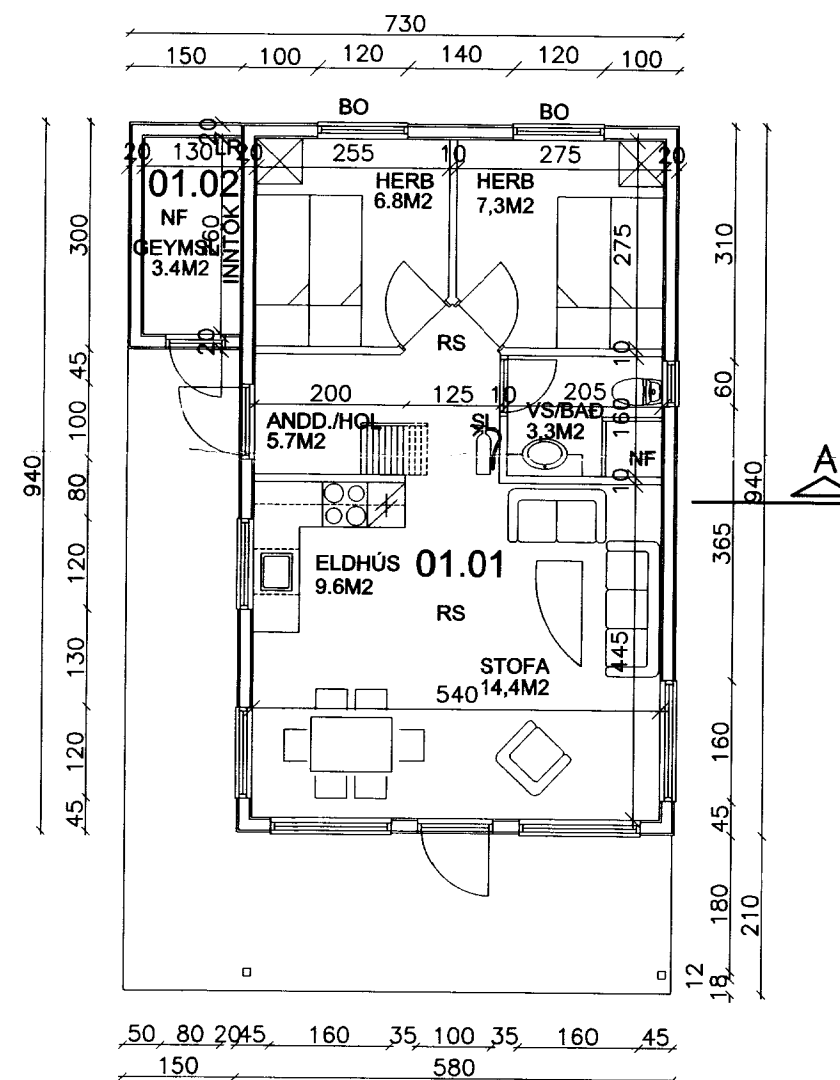 730
150 100 120 140 120 100
BO BO
20 130 20 255 10 275 20
20
LR
01.02
HERB HERB
6.8M2 7,3M2
NF
300
310
275
INNTÖK
3.4M2
20
RS
10
45
60
200 125 10 205
ANDD./HOL VS/BAÐ
5.7M2 3,3M2
160
100
SL
NF
10
A
940 940
80
365
ELDHÚS 01.01
9.6M2
120
RS
445
130
STOFA
540 14,4M2
160
120
45
45
180
210
12
18
50 80 20 45 160 35 100 35 160 45
150 580